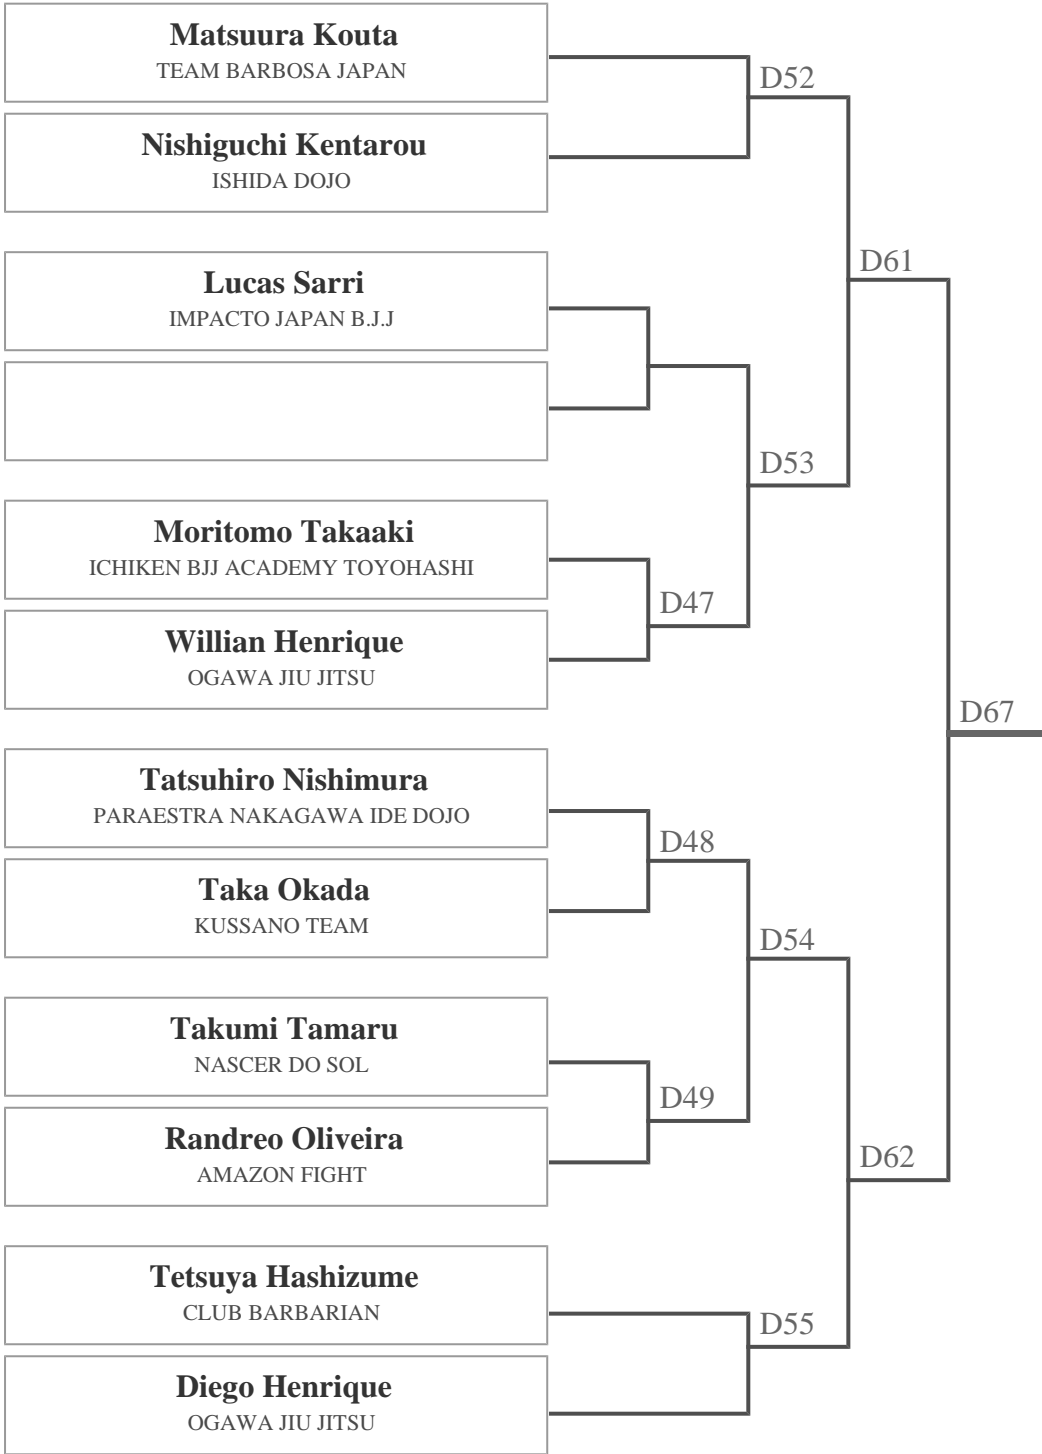 Matsuura Kouta
TEAM BARBOSA JAPAN
D52
Nishiguchi Kentarou
ISHIDA DOJO
D61
Lucas Sarri
IMPACTO JAPAN B.J.J
D53
Moritomo Takaaki
ICHIKEN BJJ ACADEMY TOYOHASHI
D47
Willian Henrique
OGAWA JIU JITSU
D67
Tatsuhiro Nishimura
PARAESTRA NAKAGAWA IDE DOJO
D48
Taka Okada
KUSSANO TEAM
D54
Takumi Tamaru
NASCER DO SOL
D49
Randreo Oliveira
AMAZON FIGHT
D62
Tetsuya Hashizume
CLUB BARBARIAN
D55
Diego Henrique
OGAWA JIU JITSU